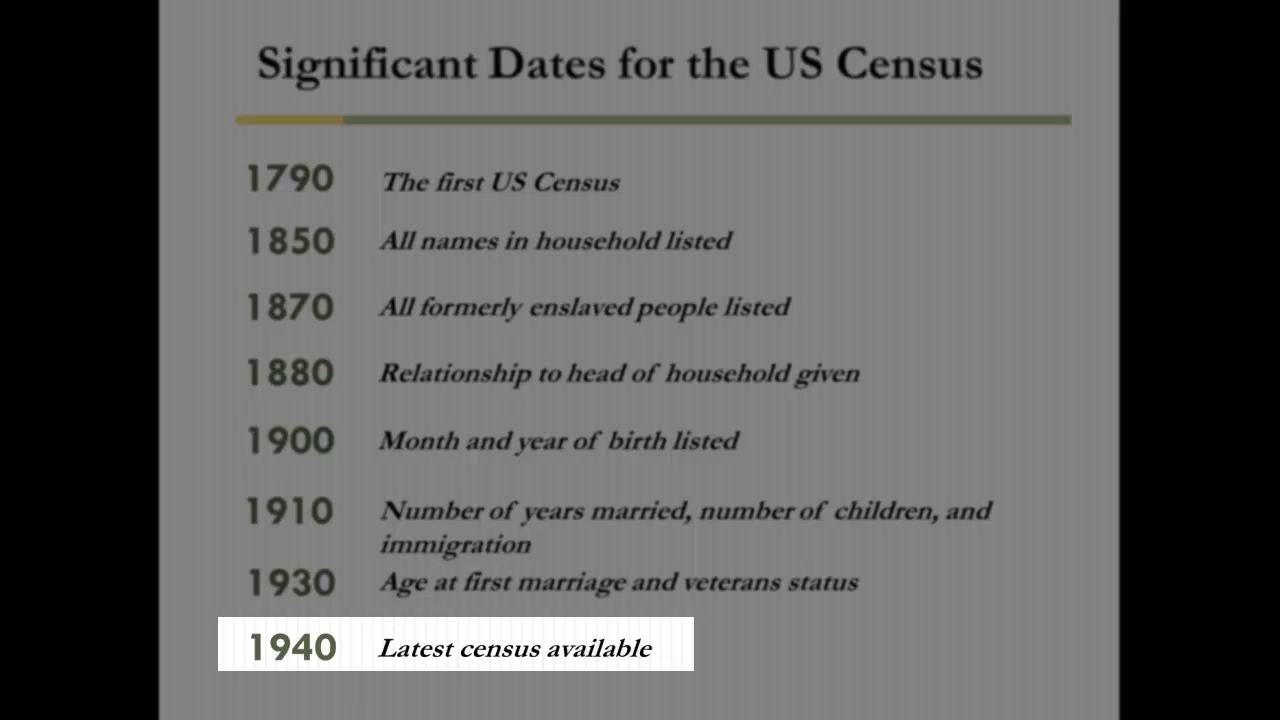 Significant Dates for the US Census
1790 The first US Census
1850 All names in household listed
1870 All formerly enslaved people listed
1880 Relationship to head of household given
1900 Month and year of birth listed
1910 Number of years married, number of children, and
immigration
1930 Age at first marriage and veterans status
1940 Latest census available